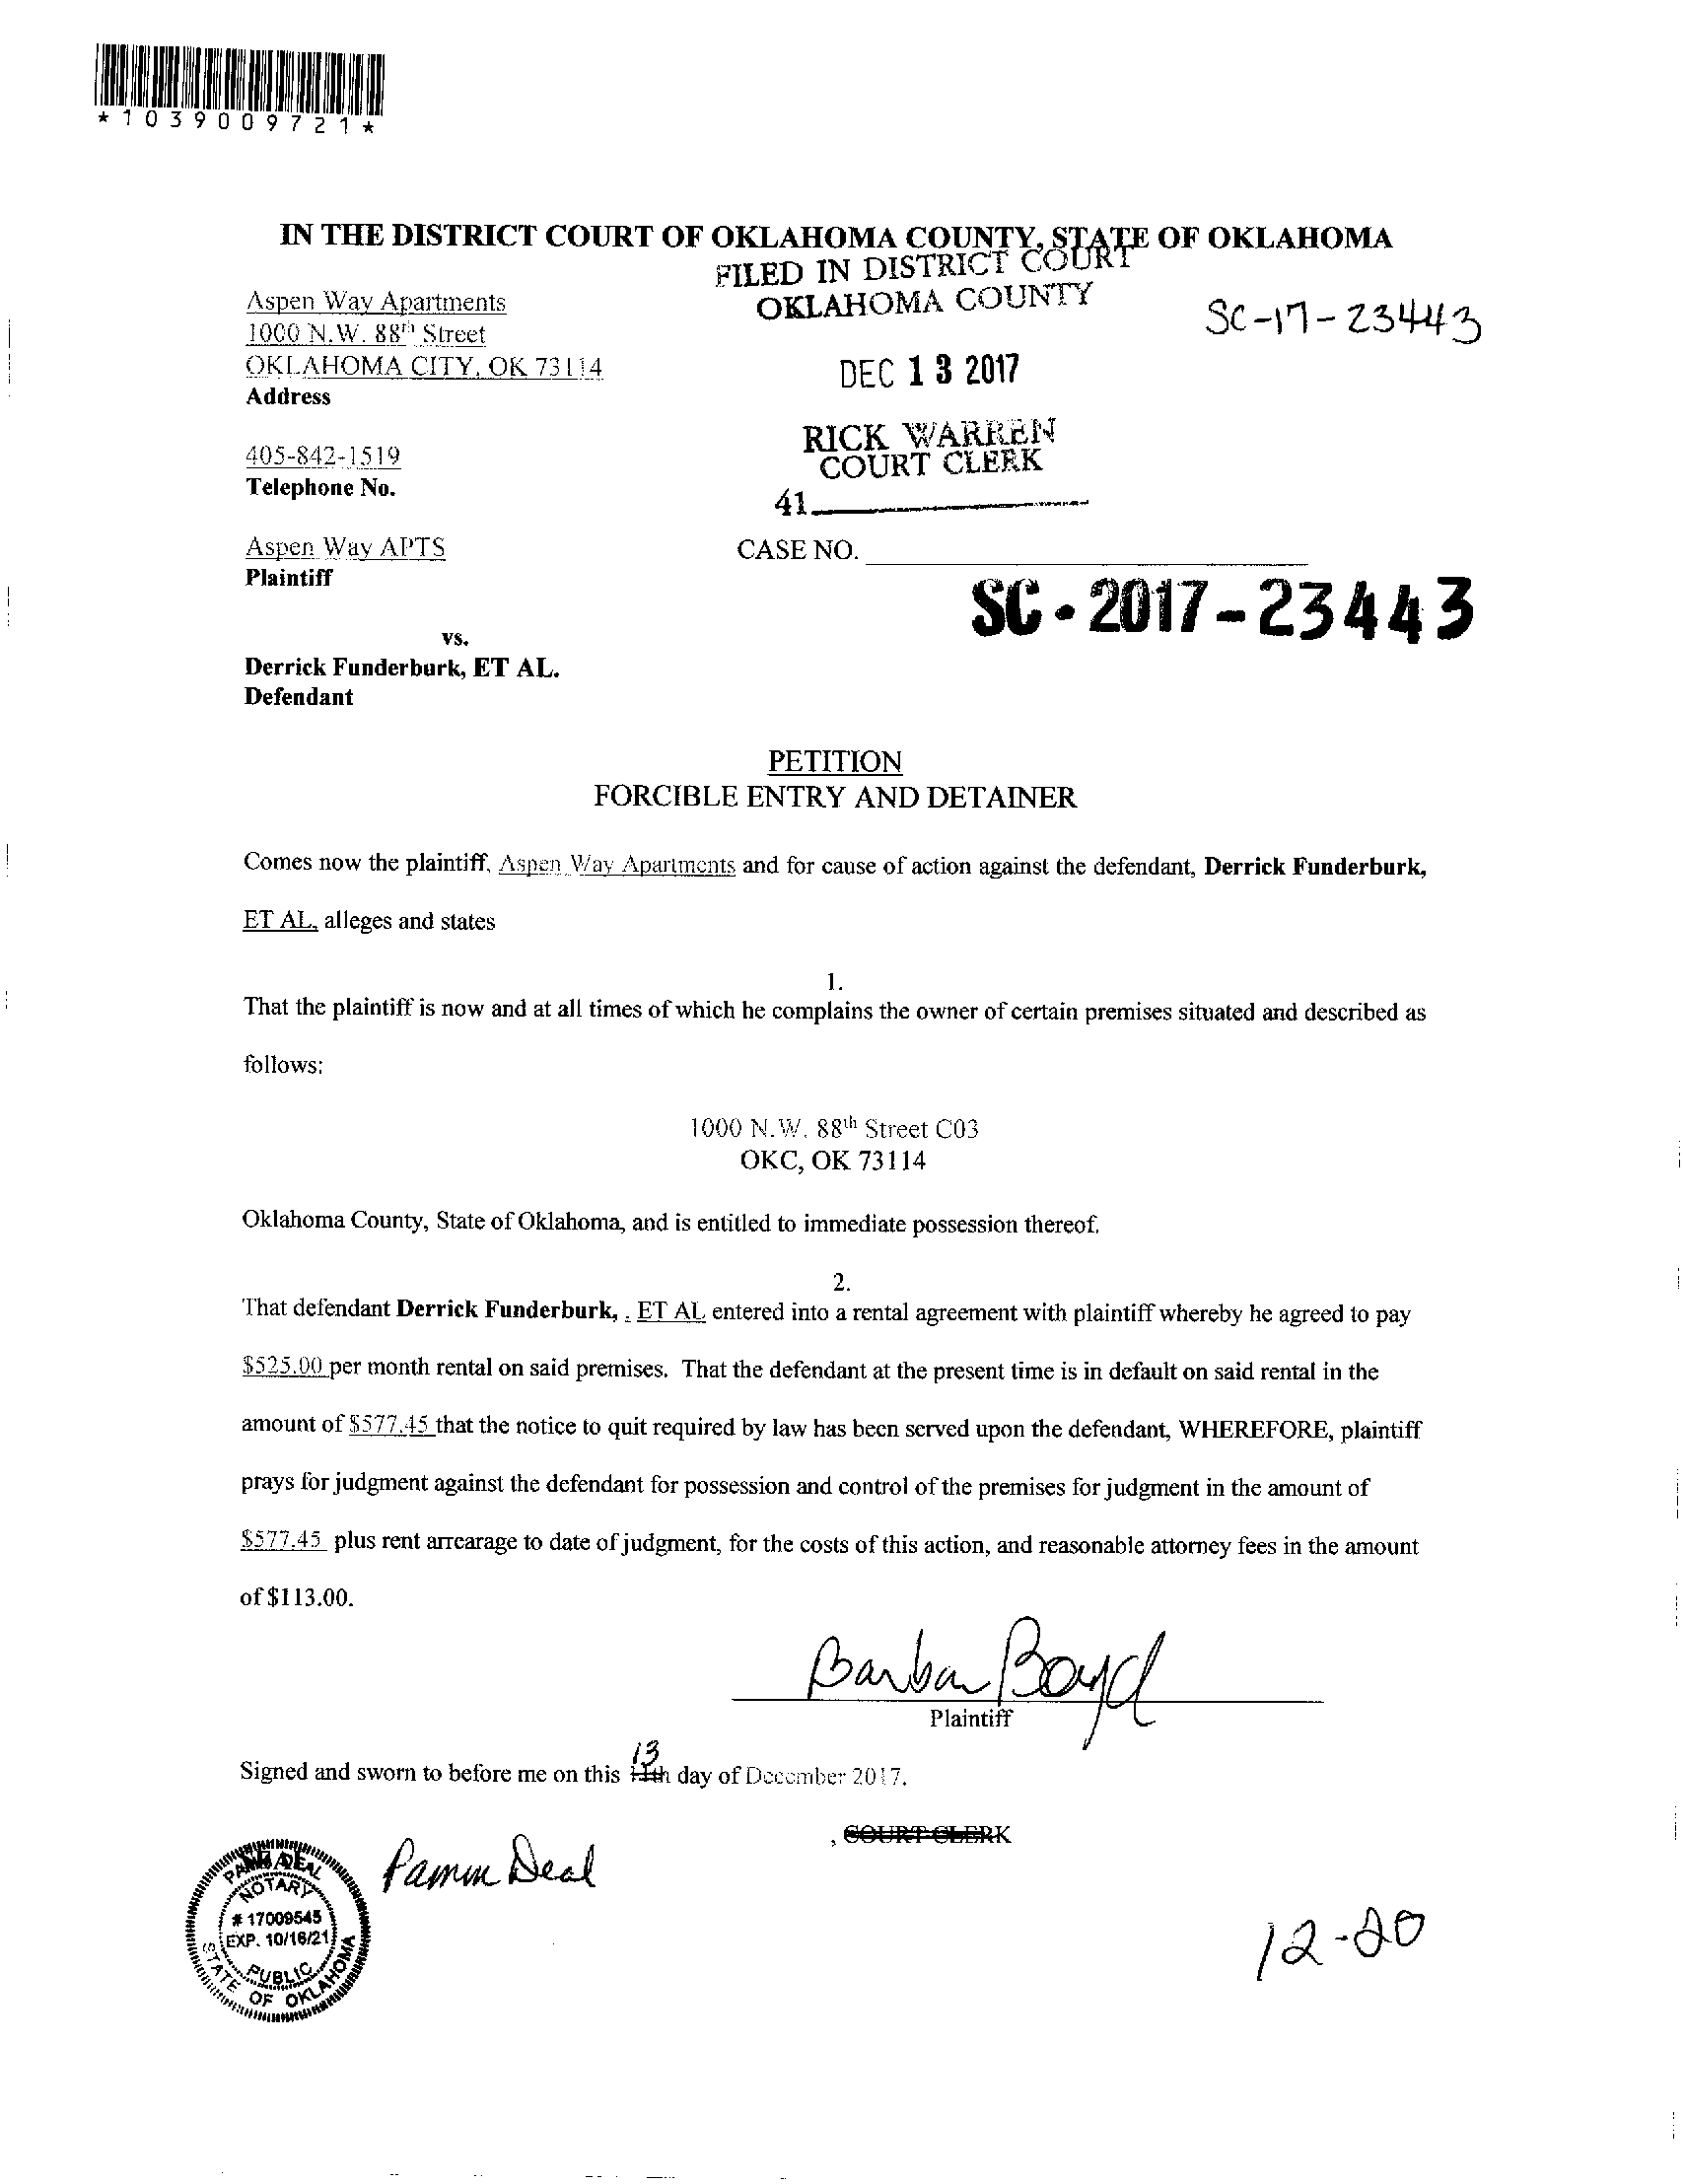 *1039009721*
IN THE DISTRICT COURT OF OKLAHOMA COUNTY, STATE OF OKLAHOMA
FILED IN DISTRICT COURT
OKLAHOMA COUNTY
SC-17-23443
Aspen Way Apartments
1000 N.W. 88th Street
OKLAHOMA CITY, OK 73114
Address
DEC 13 2017
RICK WARREN
COURT CLERK
405-842-1519
Telephone No.
41
Aspen Way APTS
Plaintiff
CASE NO.
SC-2017-23443
vs.
Derrick Funderburk, ET AL.
Defendant
PETITION
FORCIBLE ENTRY AND DETAINER
Comes now the plaintiff, Aspen Way Apartments and for cause of action against the defendant, Derrick Funderburk,
ET AL, alleges and states
1.
That the plaintiff is now and at all times of which he complains the owner of certain premises situated and described as
follows:
1000 N.W. 88th Street C03
OKC, OK 73114
Oklahoma County, State of Oklahoma, and is entitled to immediate possession thereof.
2.
That defendant Derrick Funderburk, , ET AL entered into a rental agreement with plaintiff whereby he agreed to pay
$525.00 per month rental on said premises. That the defendant at the present time is in default on said rental in the
amount of $577.45 that the notice to quit required by law has been served upon the defendant, WHEREFORE, plaintiff
prays for judgment against the defendant for possession and control of the premises for judgment in the amount of
$577.45 plus rent arrearage to date of judgment, for the costs of this action, and reasonable attorney fees in the amount
of $113.00.
Barbara Boyd
Plaintiff
13
Signed and sworn to before me on this 11th day of December 2017.
, COURT CLERK
Pamm Deal
DEAL
NOTARY
# 17009545
EXP. 10/16/21
PUBLIC
STATE OF OKLAHOMA
12-20